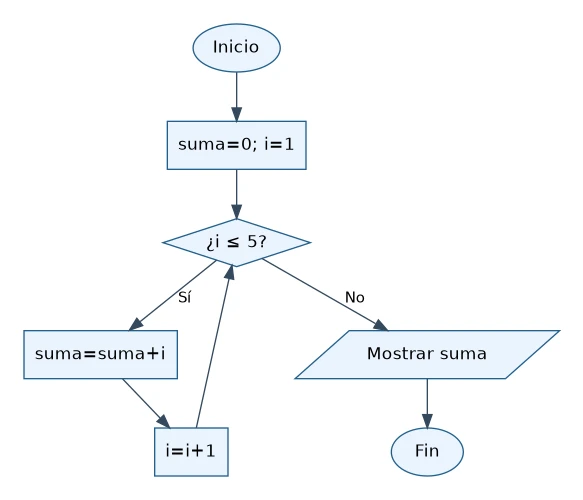 Inicio
suma=0; i=1
¿i ≤ 5?
Sí
No
suma=suma+i
Mostrar suma
i=i+1
Fin